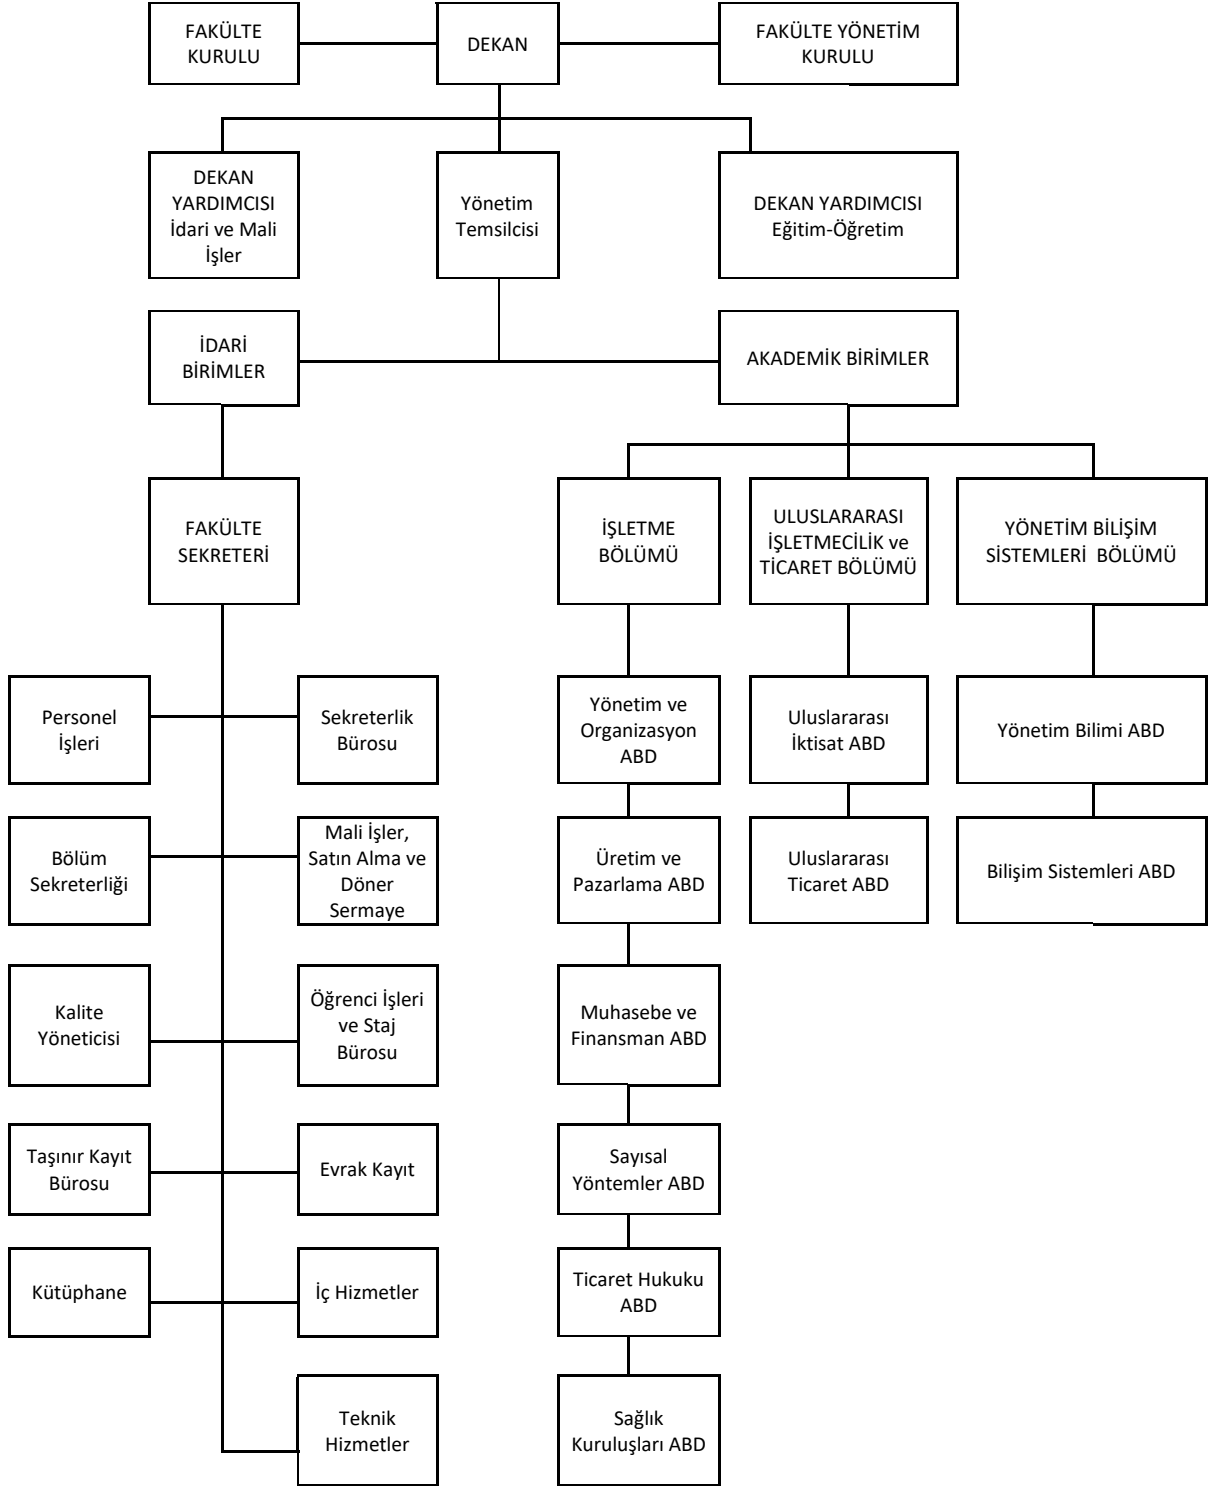 FAKÜLTE
KURULU
DEKAN
FAKÜLTE YÖNETİM
KURULU
DEKAN
YARDIMCISI
İdari ve Mali
İşler
Yönetim
Temsilcisi
DEKAN YARDIMCISI
Eğitim-Öğretim
İDARİ
BİRİMLER
AKADEMİK BİRİMLER
FAKÜLTE
SEKRETERİ
İŞLETME
BÖLÜMÜ
ULUSLARARASI
İŞLETMECİLİK ve
TİCARET BÖLÜMÜ
YÖNETİM BİLİŞİM
SİSTEMLERİ  BÖLÜMÜ
Personel
İşleri
Sekreterlik
Bürosu
Yönetim ve
Organizasyon
ABD
Uluslararası
İktisat ABD
Yönetim Bilimi ABD
Bölüm
Sekreterliği
Mali İşler,
Satın Alma ve
Döner
Sermaye
Üretim ve
Pazarlama ABD
Uluslararası
Ticaret ABD
Bilişim Sistemleri ABD
Kalite
Yöneticisi
Öğrenci İşleri
ve Staj
Bürosu
Muhasebe ve
Finansman ABD
Taşınır Kayıt
Bürosu
Evrak Kayıt
Sayısal
Yöntemler ABD
Kütüphane
İç Hizmetler
Ticaret Hukuku
ABD
Teknik
Hizmetler
Sağlık
Kuruluşları ABD